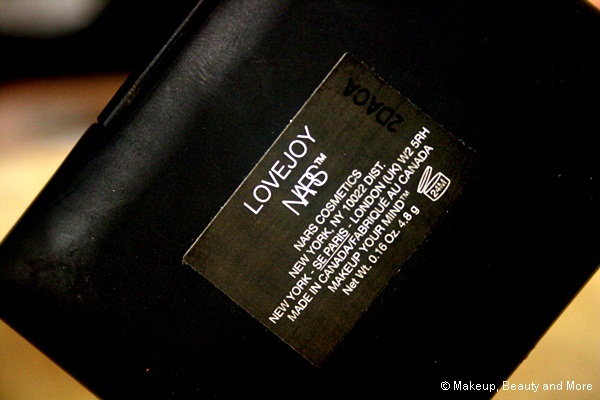 2DACA
LOVEJOY
NARS™
NARS COSMETICS
NEW YORK, NY 10022 DIST.
NEW YORK - SE PARIS - LONDON (UK) W2 5RH
MADE IN CANADA/FABRIQUÉ AU CANADA
MAKEUP YOUR MIND™
Net Wt. 0.16 Oz. 4.8 g
24M
© Makeup, Beauty and More